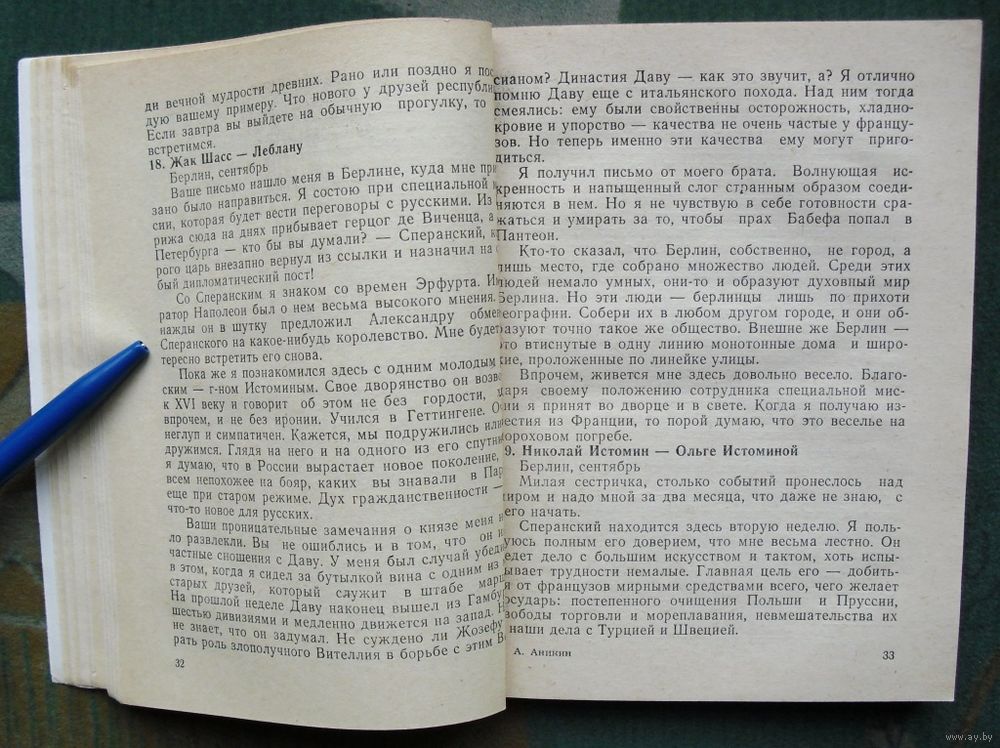 ди вечной мудрости древних. Рано или поздно я
дую вашему примеру. Что нового у друзей
Если завтра вы выйдете на обычную прогулку, то
встретимся.
18. Жак Шасс — Леблану
Берлин, сентябрь
Ваше письмо нашло меня в Берлине, куда мне при
зано было направиться. Я состою при специальной
сии, которая будет вести переговоры с русскими. Из
рижа сюда на днях прибывает герцог де Виченца, а
Петербурга — кто бы вы думали? — Сперанский,
рого царь внезапно вернул из ссылки и назначил на
бый дипломатический пост!
Со Сперанским я знаком со времен Эрфурта.
ратор Наполеон был о нем весьма высокого мнения.
нажды он в шутку предложил Александру обме
Сперанского на какое-нибудь королевство. Мне будет
тересно встретить его снова.
Пока же я познакомился здесь с одним молодым
ским — г-ном Истоминым. Свое дворянство он возв
к XVI веку и говорит об этом не без гордости,
впрочем, и не без иронии. Учился в Геттингене.
неглуп и симпатичен. Кажется, мы подружились или
дружимся. Глядя на него и на одного из его спутни
я думаю, что в России вырастает новое поколение,
всем непохожее на бояр, каких вы знавали в Пар
еще при старом режиме. Дух гражданственности —
что-то новое для русских.
Ваши проницательные замечания о князе меня
ло развлекли. Вы не ошиблись и в том, что он
частные сношения с Даву. У меня был случай убеди
в этом, когда я сидел за бутылкой вина с одним из
старых друзей, который служит в штабе марш
На прошлой неделе Даву наконец вышел из Гамбу
шестью дивизиями и медленно движется на запад.
не знает, что он задумал. Не суждено ли Жозефу
рать роль злополучного Вителлия в борьбе с этим
32
сианом? Династия Даву — как это звучит, а? Я отлично
помню Даву еще с итальянского похода. Над ним тогда
смеялись: ему были свойственны осторожность, хладно-
кровие и упорство — качества не очень частые у францу-
зов. Но теперь именно эти качества ему могут приго-
диться.
Я получил письмо от моего брата. Волнующая ис-
кренность и напыщенный слог странным образом соеди-
няются в нем. Но я не чувствую в себе готовности сра-
жаться и умирать за то, чтобы прах Бабефа попал в
Пантеон.
Кто-то сказал, что Берлин, собственно, не город, а
лишь место, где собрано множество людей. Среди этих
людей немало умных, они-то и образуют духовный мир
Берлина. Но эти люди — берлинцы лишь по прихоти
географии. Собери их в любом другом городе, и они об-
разуют точно такое же общество. Внешне же Берлин —
это втиснутые в одну линию монотонные дома и широ-
кие, проложенные по линейке улицы.
Впрочем, живется мне здесь довольно весело. Благо-
даря своему положению сотрудника специальной мис-
сии я принят во дворце и в свете. Когда я получаю из-
вестия из Франции, то порой думаю, что это веселье на
пороховом погребе.
9. Николай Истомин — Ольге Истоминой
Берлин, сентябрь
Милая сестричка, столько событий пронеслось над
миром и надо мной за два месяца, что даже не знаю, с
чего начать.
Сперанский находится здесь вторую неделю. Я поль-
зуюсь полным его доверием, что мне весьма лестно. Он
ведет дело с большим искусством и тактом, хоть испы-
тывает трудности немалые. Главная цель его — добить-
ся от французов мирными средствами всего, чего желает
государь: постепенного очищения Польши и Пруссии,
свободы торговли и мореплавания, невмешательства их
в наши дела с Турцией и Швецией.
А. Аникин
33
www.ay.by